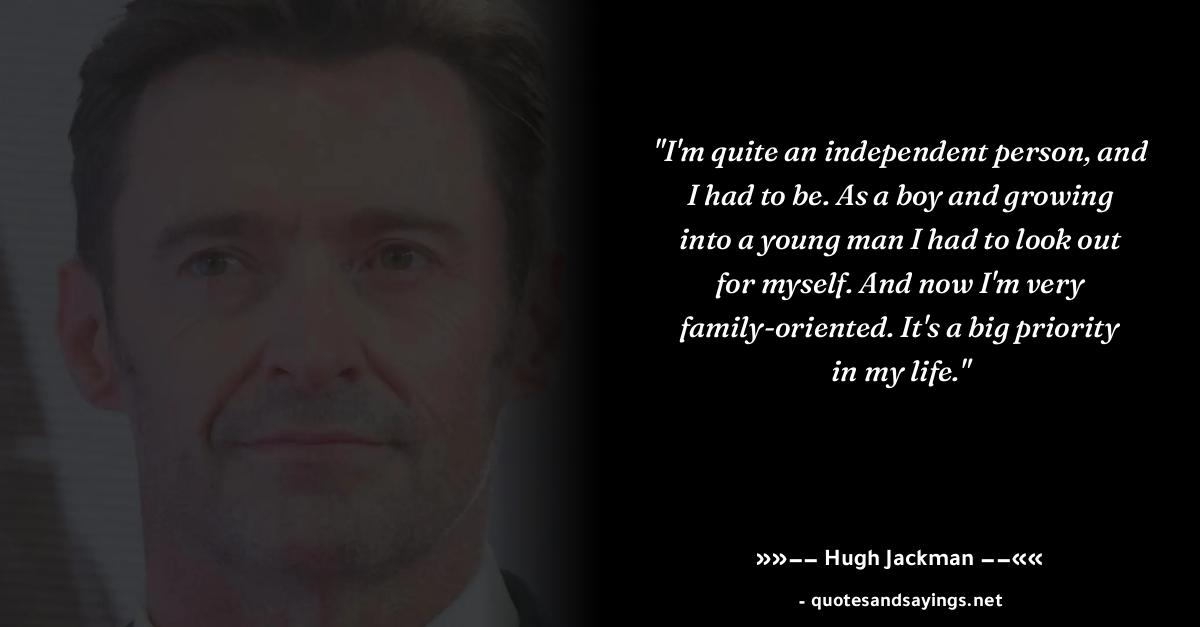 "I'm quite an independent person, and
I had to be. As a boy and growing
into a young man I had to look out
for myself. And now I'm very
family-oriented. It's a big priority
in my life."
»»−− Hugh Jackman −−««
- quotesandsayings.net